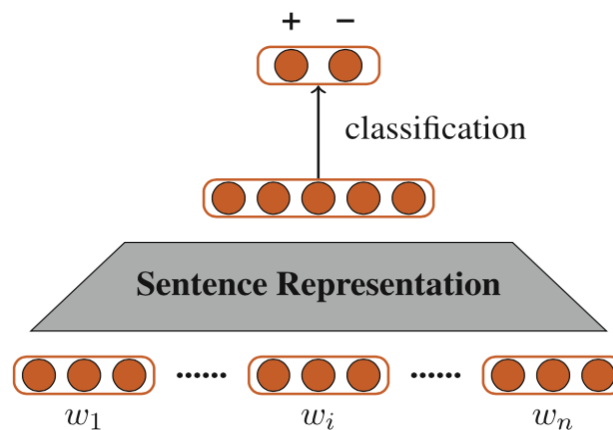 + −
classification
Sentence Representation
...... ......
w₁ wᵢ wₙ